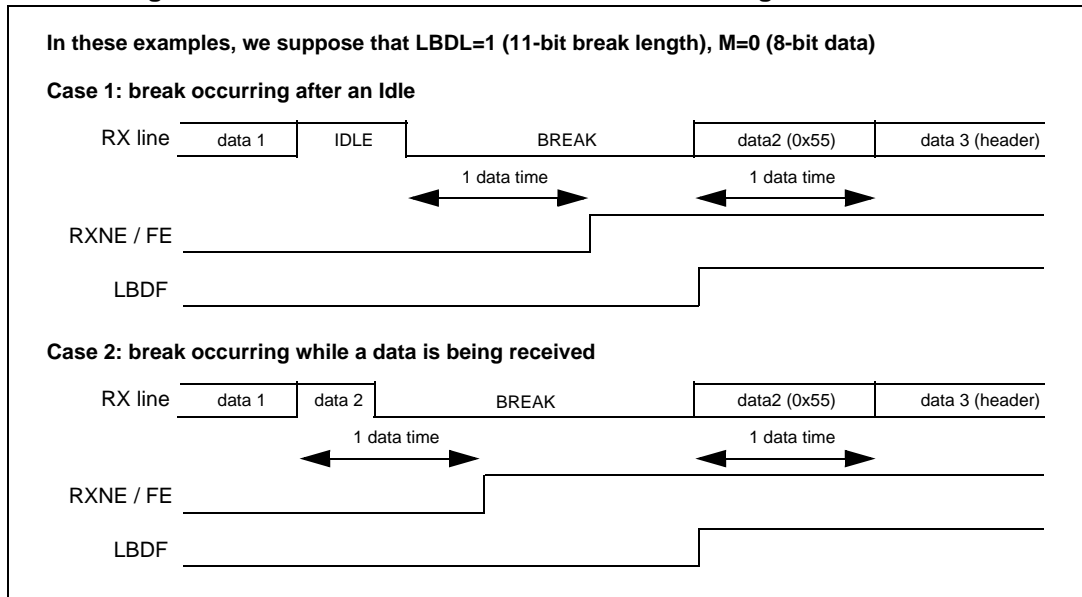 In these examples, we suppose that LBDL=1 (11-bit break length), M=0 (8-bit data)
Case 1: break occurring after an Idle
RX line data 1 IDLE BREAK data2 (0x55) data 3 (header)
1 data time 1 data time
RXNE / FE
LBDF
Case 2: break occurring while a data is being received
RX line data 1 data 2 BREAK data2 (0x55) data 3 (header)
1 data time 1 data time
RXNE / FE
LBDF